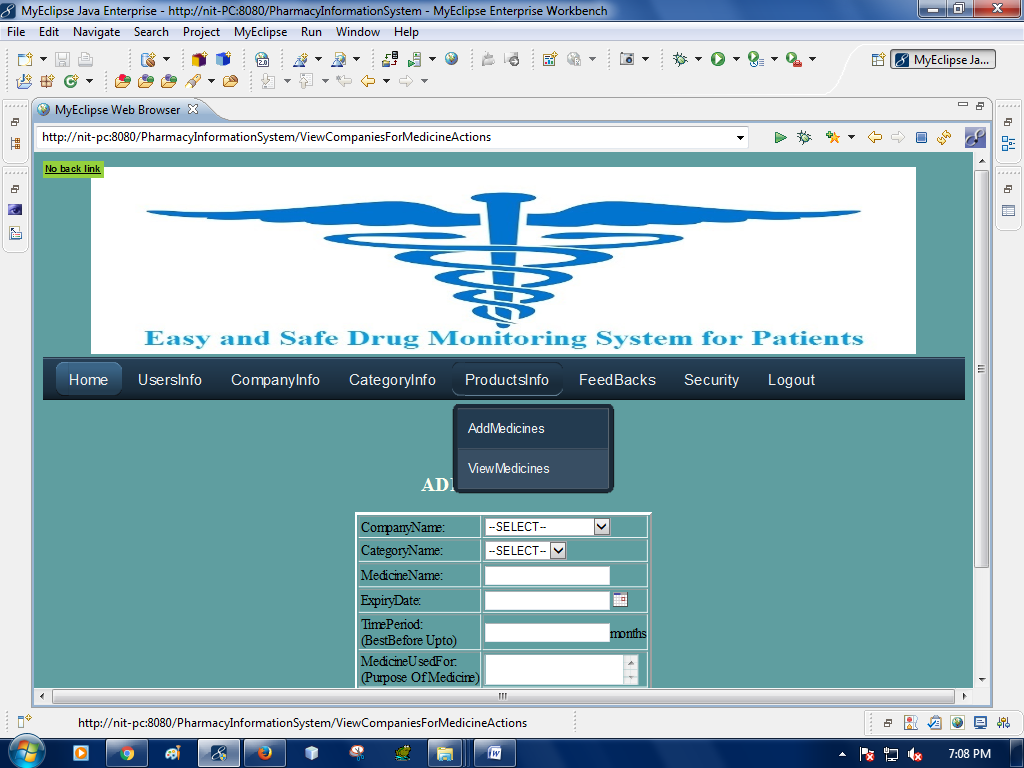 MyEclipse Java Enterprise - http://nit-PC:8080/PharmacyInformationSystem - MyEclipse Enterprise Workbench
File Edit Navigate Search Project MyEclipse Run Window Help
2.0
MyEclipse Ja...
MyEclipse Web Browser
http://nit-pc:8080/PharmacyInformationSystem/ViewCompaniesForMedicineActions
No back link
Easy and Safe Drug Monitoring System for Patients
Home UsersInfo CompanyInfo CategoryInfo ProductsInfo FeedBacks Security Logout
AddMedicines
ViewMedicines
CompanyName: --SELECT--
CategoryName: --SELECT--
MedicineName:
ExpiryDate:
TimePeriod:
(BestBefore Upto) months
MedicineUsedFor:
(Purpose Of Medicine)
http://nit-pc:8080/PharmacyInformationSystem/ViewCompaniesForMedicineActions
7:08 PM